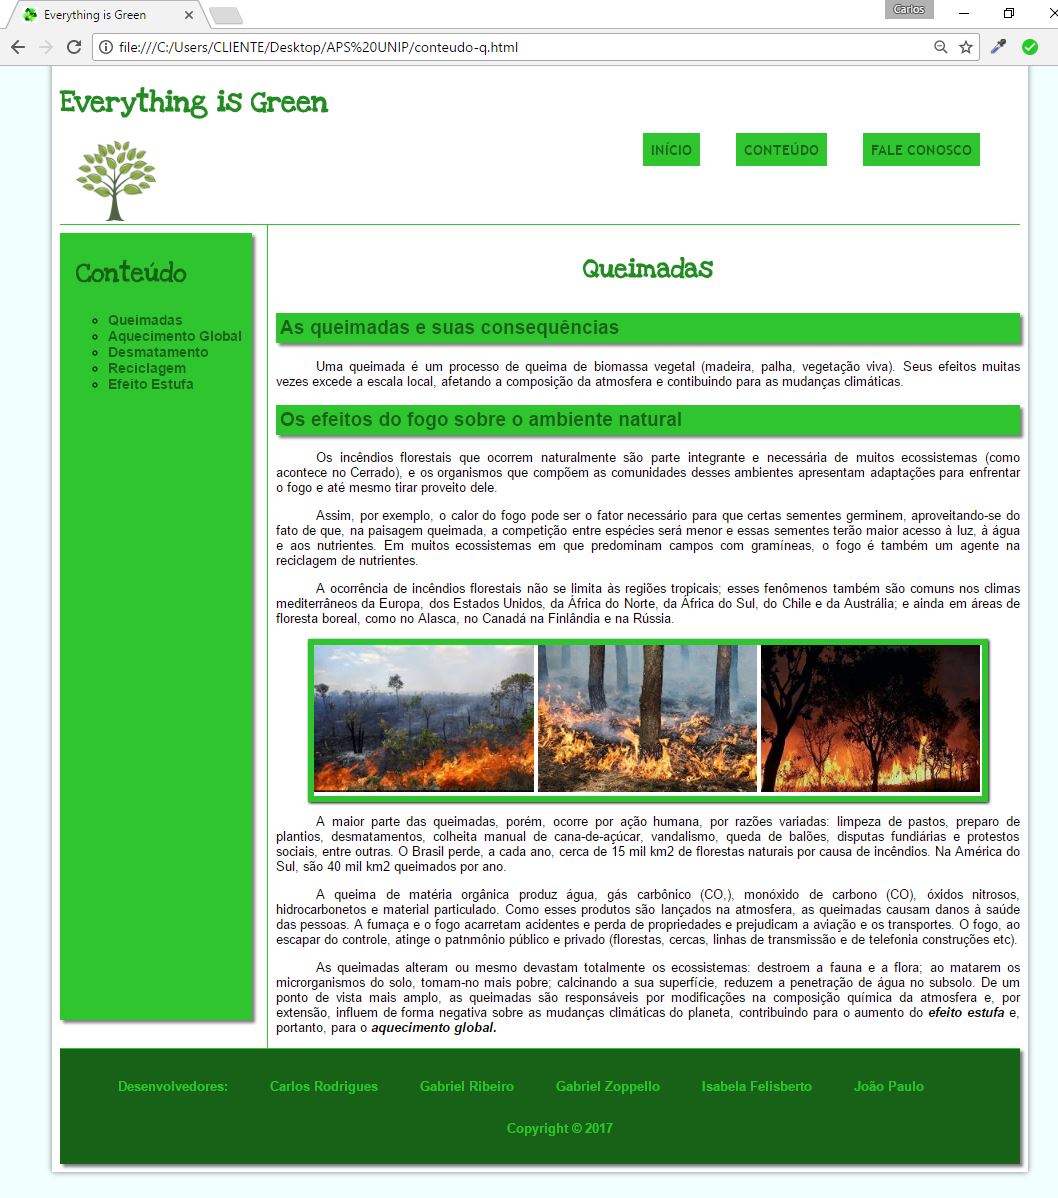 Everything is Green
Carlos
file:///C:/Users/CLIENTE/Desktop/APS%20UNIP/conteudo-q.html
Everything is Green
INÍCIO
CONTEÚDO
FALE CONOSCO
Conteúdo
Queimadas
Aquecimento Global
Desmatamento
Reciclagem
Efeito Estufa
Queimadas
As queimadas e suas consequências
Uma queimada é um processo de queima de biomassa vegetal (madeira, palha, vegetação viva). Seus efeitos muitas
vezes excede a escala local, afetando a composição da atmosfera e contibuindo para as mudanças climáticas.
Os efeitos do fogo sobre o ambiente natural
Os incêndios florestais que ocorrem naturalmente são parte integrante e necessária de muitos ecossistemas (como
acontece no Cerrado), e os organismos que compõem as comunidades desses ambientes apresentam adaptações para enfrentar
o fogo e até mesmo tirar proveito dele.
Assim, por exemplo, o calor do fogo pode ser o fator necessário para que certas sementes germinem, aproveitando-se do
fato de que, na paisagem queimada, a competição entre espécies será menor e essas sementes terão maior acesso à luz, à água
e aos nutrientes. Em muitos ecossistemas em que predominam campos com gramíneas, o fogo é também um agente na
reciclagem de nutrientes.
A ocorrência de incêndios florestais não se limita às regiões tropicais; esses fenômenos também são comuns nos climas
mediterrâneos da Europa, dos Estados Unidos, da África do Norte, da África do Sul, do Chile e da Austrália; e ainda em áreas de
floresta boreal, como no Alasca, no Canadá na Finlândia e na Rússia.
A maior parte das queimadas, porém, ocorre por ação humana, por razões variadas: limpeza de pastos, preparo de
plantios, desmatamentos, colheita manual de cana-de-açúcar, vandalismo, queda de balões, disputas fundiárias e protestos
sociais, entre outras. O Brasil perde, a cada ano, cerca de 15 mil km2 de florestas naturais por causa de incêndios. Na América do
Sul, são 40 mil km2 queimados por ano.
A queima de matéria orgânica produz água, gás carbônico (CO,), monóxido de carbono (CO), óxidos nitrosos,
hidrocarbonetos e material particulado. Como esses produtos são lançados na atmosfera, as queimadas causam danos à saúde
das pessoas. A fumaça e o fogo acarretam acidentes e perda de propriedades e prejudicam a aviação e os transportes. O fogo, ao
escapar do controle, atinge o patnmônio público e privado (florestas, cercas, linhas de transmissão e de telefonia construções etc).
As queimadas alteram ou mesmo devastam totalmente os ecossistemas: destroem a fauna e a flora; ao matarem os
microrganismos do solo, tomam-no mais pobre; calcinando a sua superfície, reduzem a penetração de água no subsolo. De um
ponto de vista mais amplo, as queimadas são responsáveis por modificações na composição química da atmosfera e, por
extensão, influem de forma negativa sobre as mudanças climáticas do planeta, contribuindo para o aumento do efeito estufa e,
portanto, para o aquecimento global.
Desenvolvedores: Carlos Rodrigues Gabriel Ribeiro Gabriel Zoppello Isabela Felisberto João Paulo
Copyright © 2017